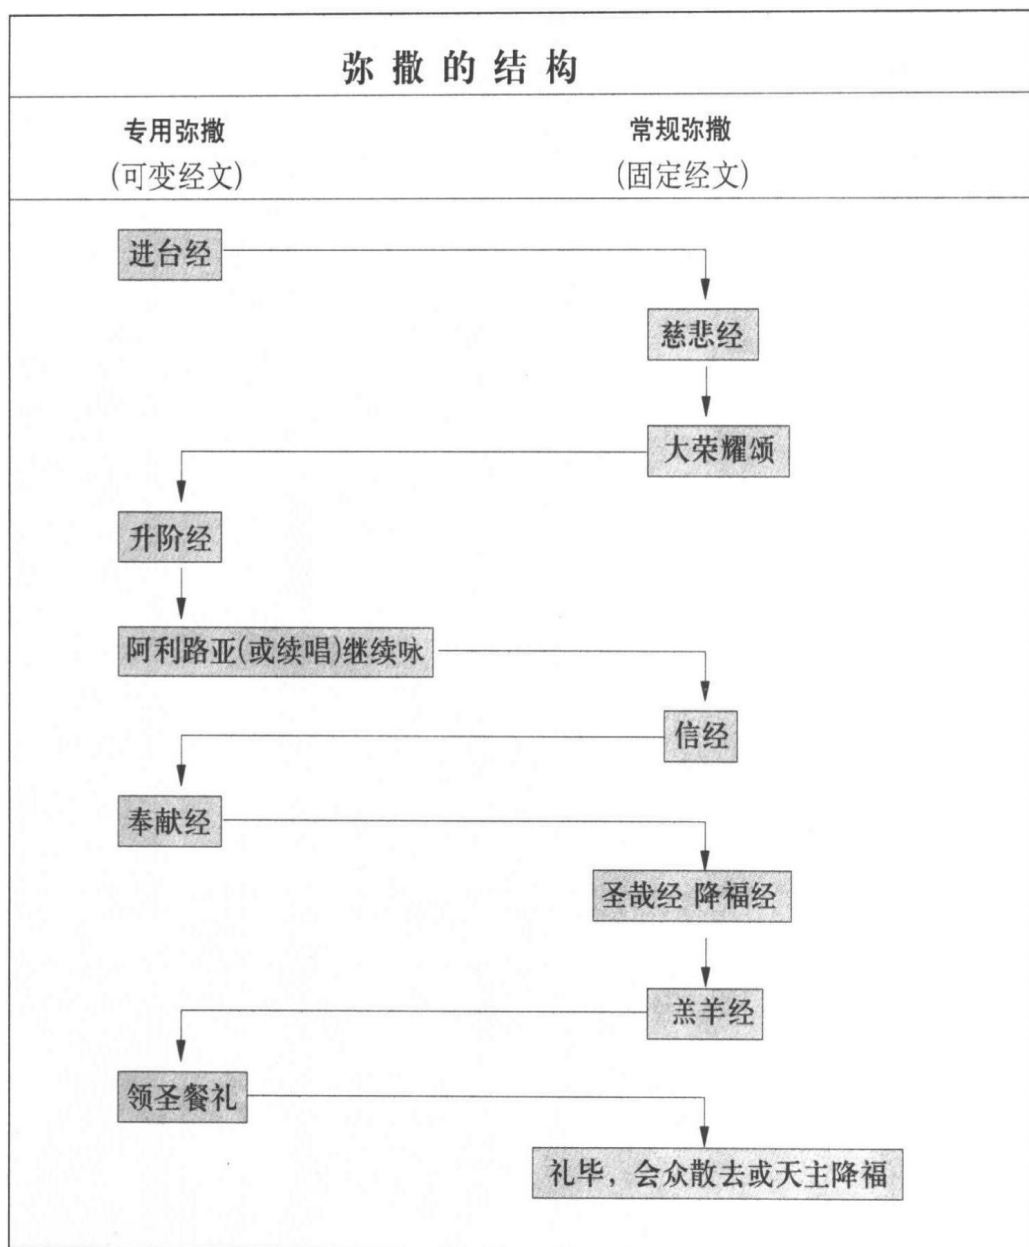 弥撒的结构
专用弥撒 常规弥撒
(可变经文) (固定经文)
进台经
慈悲经
大荣耀颂
升阶经
阿利路亚(或续唱)继续咏
信经
奉献经
圣哉经 降福经
羔羊经
领圣餐礼
礼毕，会众散去或天主降福